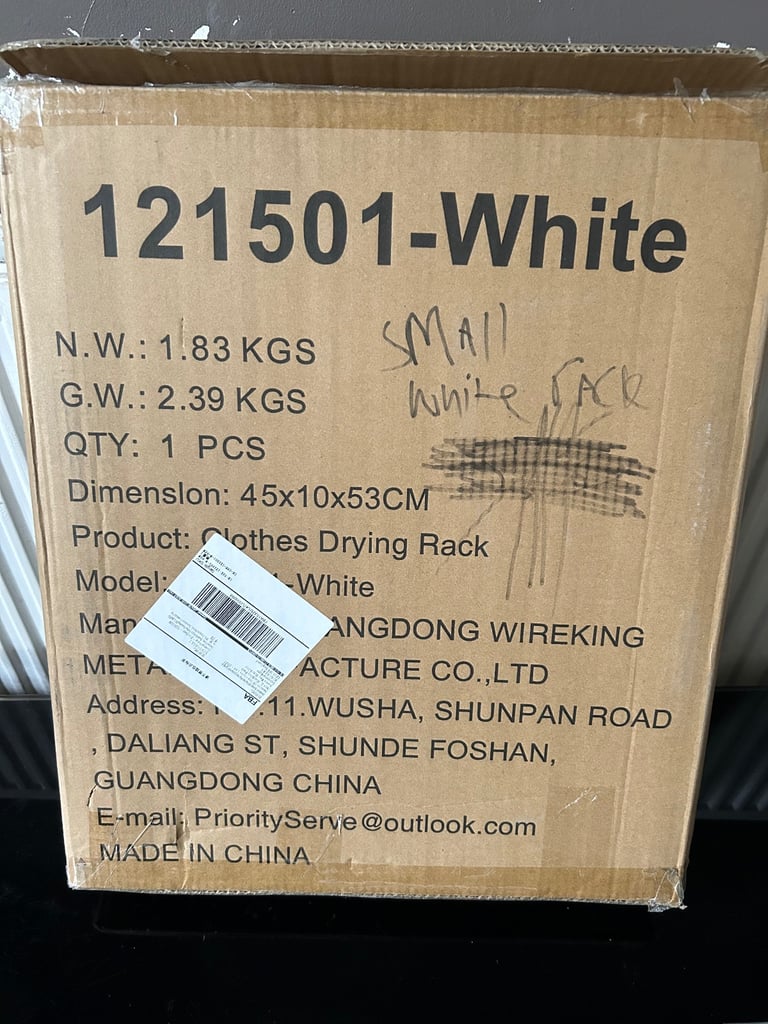 121501-White
N.W.: 1.83 KGS
SMAll
G.W.: 2.39 KGS
white rack
QTY: 1 PCS
Dimenslon: 45x10x53CM
Product: Clothes Drying Rack
Model: -White
ANGDONG WIREKING
ACTURE CO.,LTD
Address: .11.WUSHA, SHUNPAN ROAD
, DALIANG ST, SHUNDE FOSHAN,
GUANGDONG CHINA
E-mail: PriorityServe@outlook.com
MADE IN CHINA
FBA